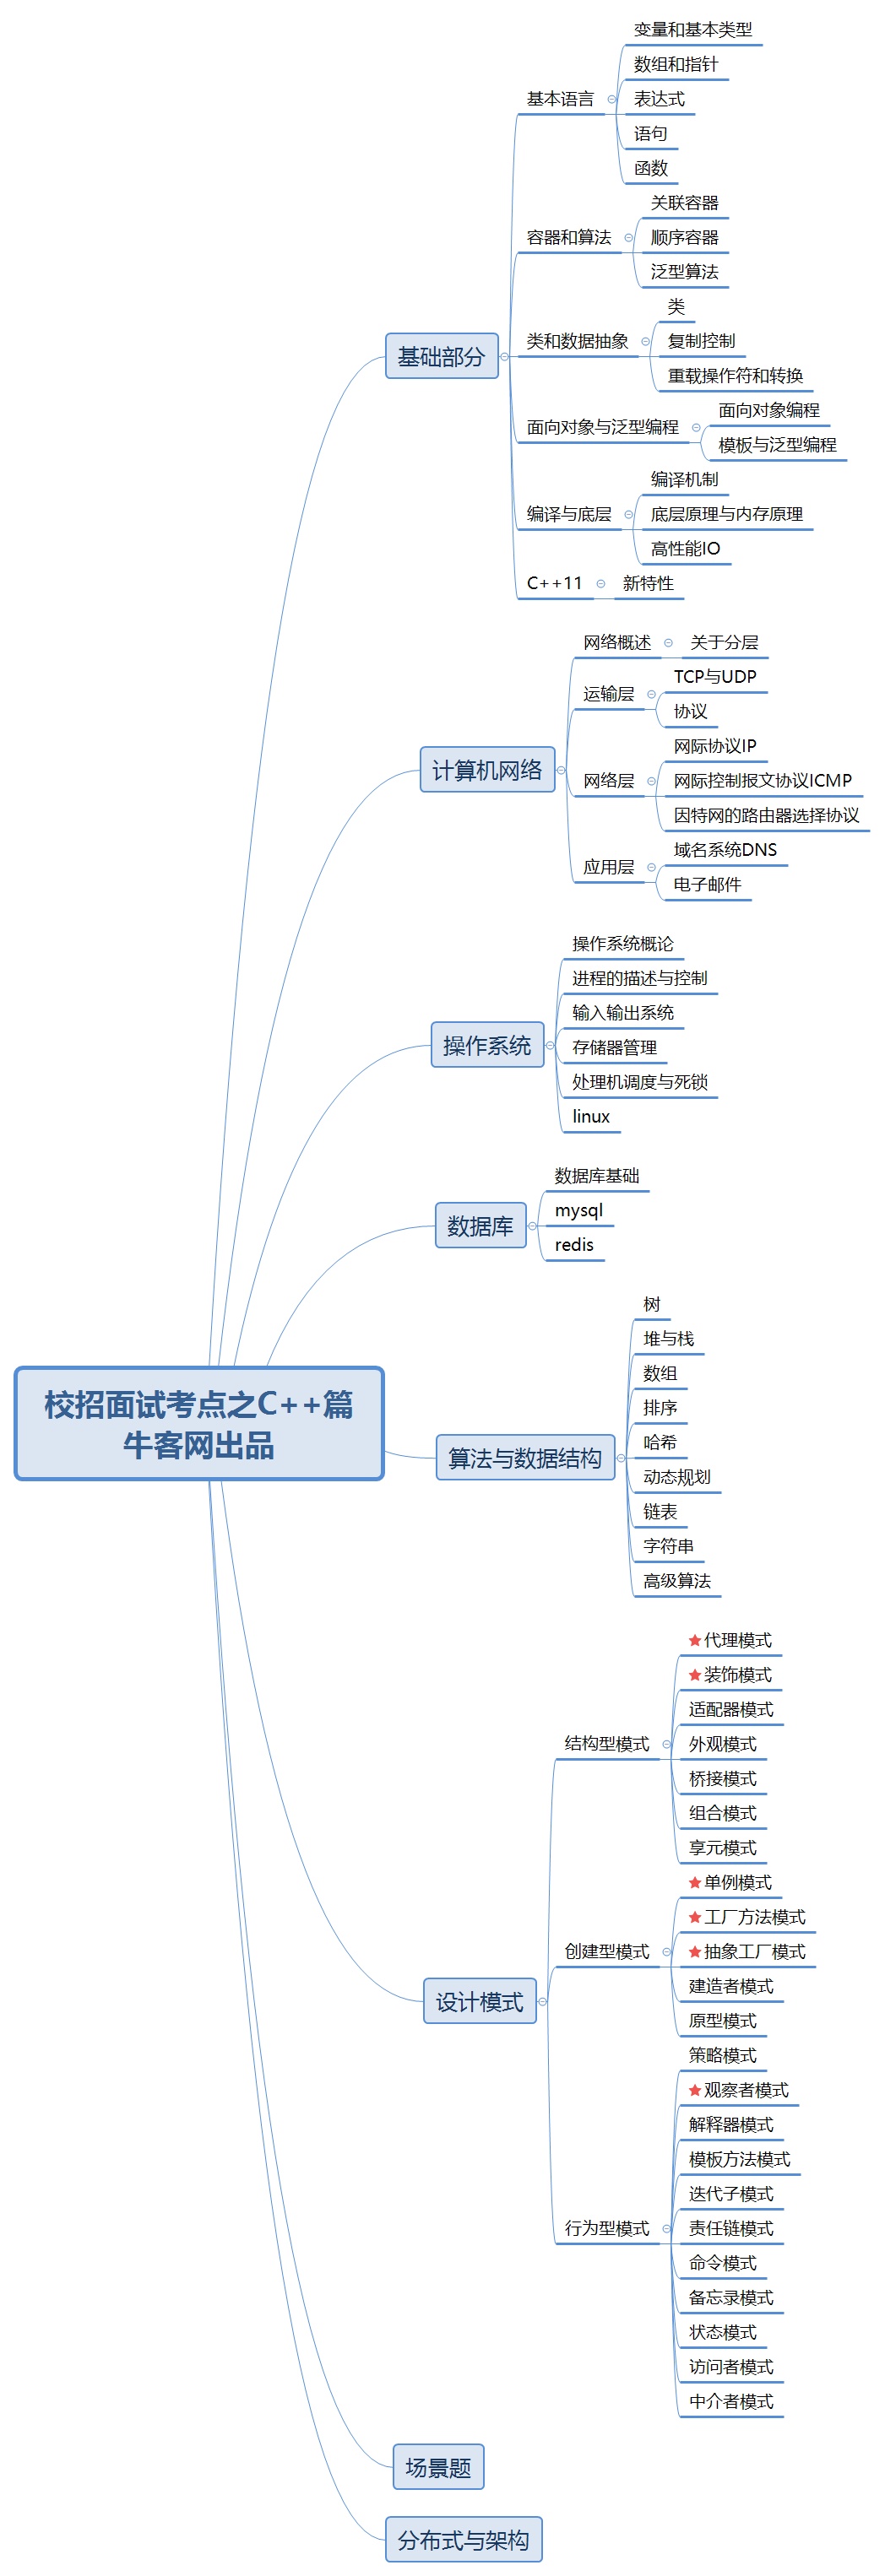 校招面试考点之C++篇
牛客网出品
基础部分
基本语言
变量和基本类型
数组和指针
表达式
语句
函数
容器和算法
关联容器
顺序容器
泛型算法
类和数据抽象
类
复制控制
重载操作符和转换
面向对象与泛型编程
面向对象编程
模板与泛型编程
编译与底层
编译机制
底层原理与内存原理
高性能IO
C++11
新特性
计算机网络
网络概述
关于分层
运输层
TCP与UDP
协议
网络层
网际协议IP
网际控制报文协议ICMP
因特网的路由器选择协议
应用层
域名系统DNS
电子邮件
操作系统
操作系统概论
进程的描述与控制
输入输出系统
存储器管理
处理机调度与死锁
linux
数据库
数据库基础
mysql
redis
算法与数据结构
树
堆与栈
数组
排序
哈希
动态规划
链表
字符串
高级算法
设计模式
结构型模式
代理模式
装饰模式
适配器模式
外观模式
桥接模式
组合模式
享元模式
创建型模式
单例模式
工厂方法模式
抽象工厂模式
建造者模式
原型模式
行为型模式
策略模式
观察者模式
解释器模式
模板方法模式
迭代子模式
责任链模式
命令模式
备忘录模式
状态模式
访问者模式
中介者模式
场景题
分布式与架构